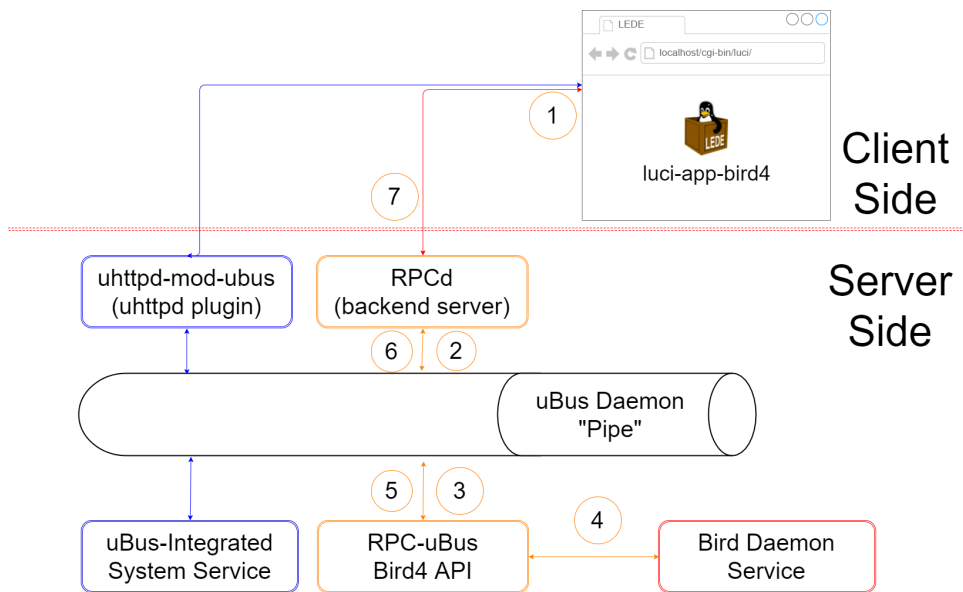 LEDE
localhost/cgi-bin/luci/
1
LEDE
luci-app-bird4
Client
Side
7
uhttpd-mod-ubus
(uhttpd plugin)
RPCd
(backend server)
Server
Side
6
2
uBus Daemon
"Pipe"
5
3
4
uBus-Integrated
System Service
RPC-uBus
Bird4 API
Bird Daemon
Service